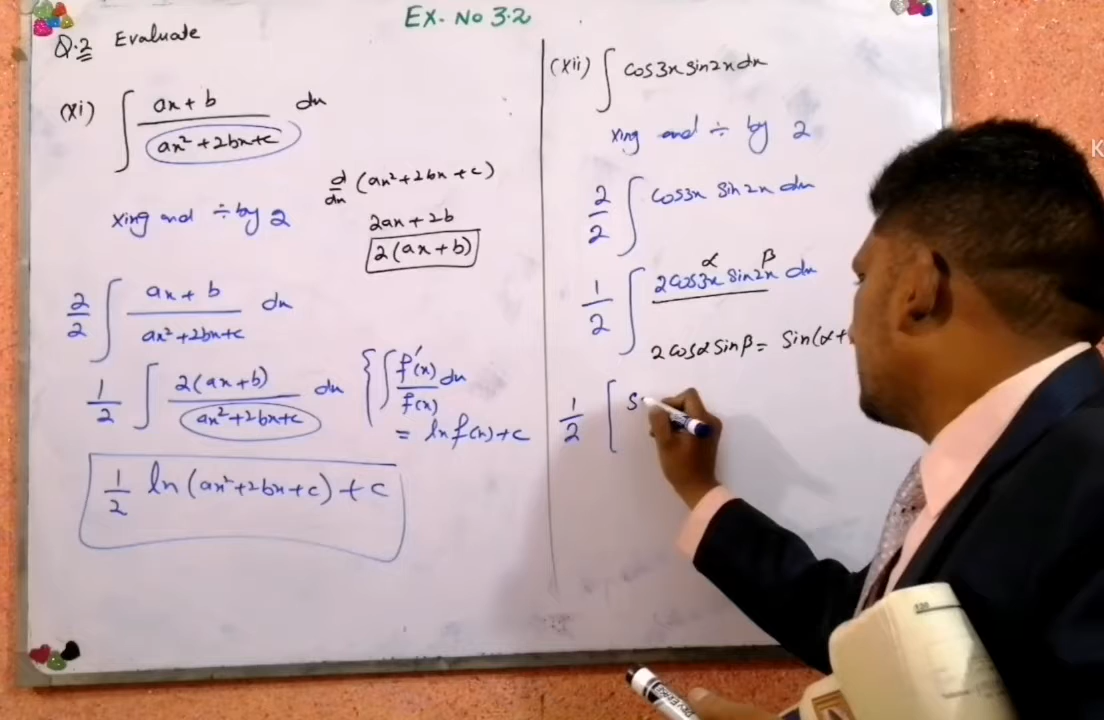 EX. No 3.2
Q.2 Evaluate
(xi) ∫ ax + b / ax² + 2bx + c dx
d/dx (ax² + 2bx + c)
2ax + 2b
2(ax + b)
xing and ÷ by 2
2/2 ∫ ax + b / ax² + 2bx + c dx
1/2 ∫ 2(ax + b) / ax² + 2bx + c dx
{ ∫ f'(x) / f(x) dx
= ln f(x) + c
1/2 ln (ax² + 2bx + c) + c
(xii) ∫ cos3x sin2x dx
xing and ÷ by 2
2/2 ∫ cos3x sin2x dx
α β
1/2 ∫ 2cos3x sin2x dx
2cosα sinβ = Sin(α+
1/2 [ S
K